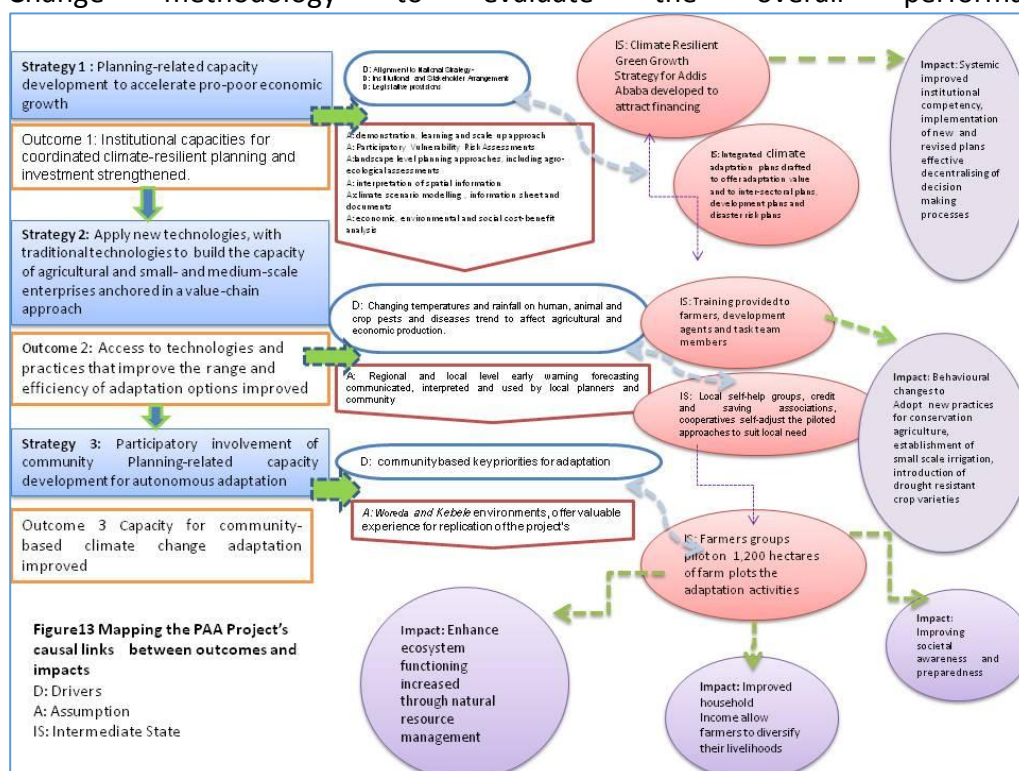 Change methodology to evaluate the overall performa
Strategy 1 : Planning-related capacity
development to accelerate pro-poor economic
growth
Outcome 1: Institutional capacities for
coordinated climate-resilient planning and
investment strengthened.
Strategy 2: Apply new technologies, with
traditional technologies to build the capacity
of agricultural and small- and medium-scale
enterprises anchored in a value-chain
approach
Outcome 2: Access to technologies and
practices that improve the range and
efficiency of adaptation options improved
Strategy 3: Participatory involvement of
community Planning-related capacity
development for autonomous adaptation
Outcome 3 Capacity for community-
based climate change adaptation
improved
Figure13 Mapping the PAA Project's
causal links between outcomes and
impacts
D: Drivers
A: Assumption
IS: Intermediate State
D: Alignment to National Strategy-
D: Institutional and Stakeholder Arrangement
D: Legislative provisions
A: demonstration, learning and scale up approach
A: Participatory Vulnerability Risk Assessments
A: landscape level planning approaches, including agro-
ecological assessments
A: interpretation of spatial information
A: climate scenario modelling , information sheet and
documents
A: economic, environmental and social cost-benefit
analysis
D: Changing temperatures and rainfall on human, animal and
crop pests and diseases trend to affect agricultural and
economic production.
A: Regional and local level early warning forecasting
communicated, interpreted and used by local planners and
community
D: community based key priorities for adaptation
A: Woreda and Kebele environments, offer valuable
experience for replication of the project's
IS: Climate Resilient
Green Growth
Strategy for Addis
Ababa developed to
attract financing
IS: Integrated climate
adaptation plans drafted
to offer adaptation value
and to inter-sectoral plans,
development plans and
disaster risk plans
IS: Training provided to
farmers, development
agents and task team
members
IS: Local self-help groups, credit
and saving associations,
cooperatives self-adjust the piloted
approaches to suit local need
IS: Farmers groups
pilot on 1,200 hectares
of farm plots the
adaptation activities
Impact: Systemic
improved
institutional
competency,
implementation
of new and
revised plans
effective
decentralising of
decision
making
processes
Impact: Behavioural
changes to
Adopt new practices
for conservation
agriculture,
establishment of
small scale irrigation,
introduction of
drought resistant
crop varieties
Impact:
Improving
societal
awareness and
preparedness
Impact: Improved
household
Income allow
farmers to diversify
their livelihoods
Impact: Enhance
ecosystem
functioning
increased
through natural
resource
management